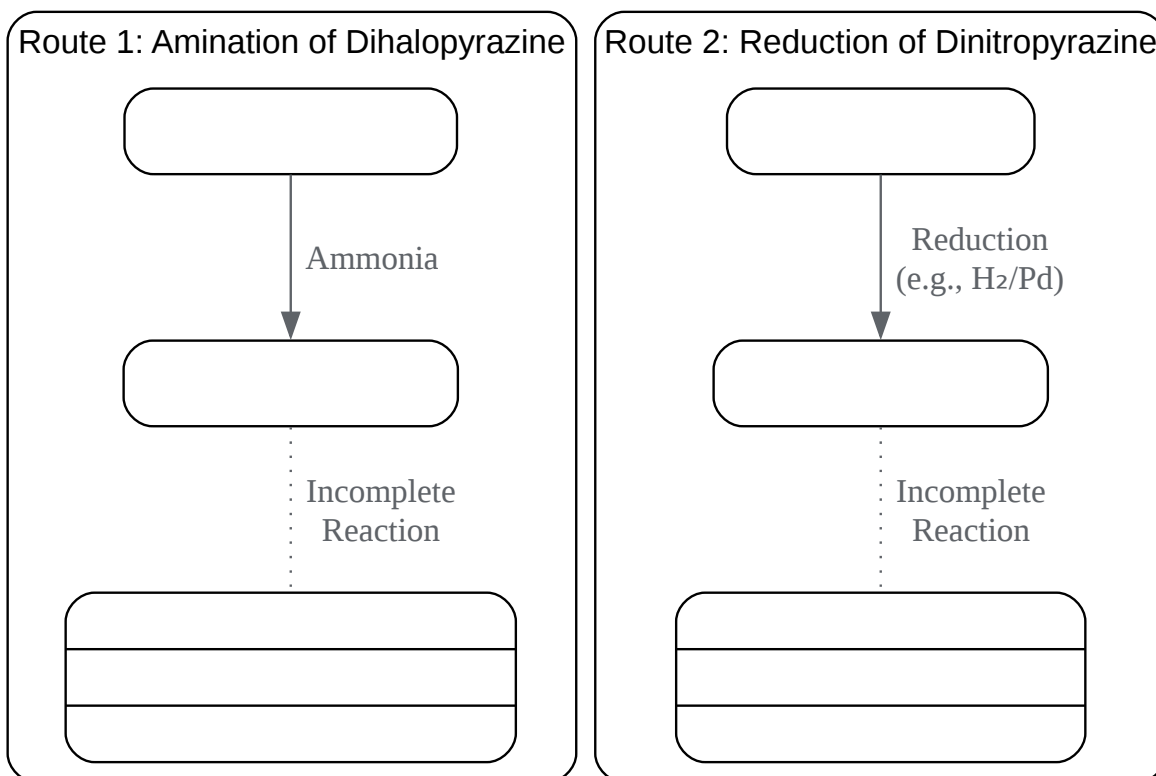 Route 1: Amination of Dihalopyrazine
Ammonia
Incomplete
Reaction
Route 2: Reduction of Dinitropyrazine
Reduction
(e.g., H₂/Pd)
Incomplete
Reaction